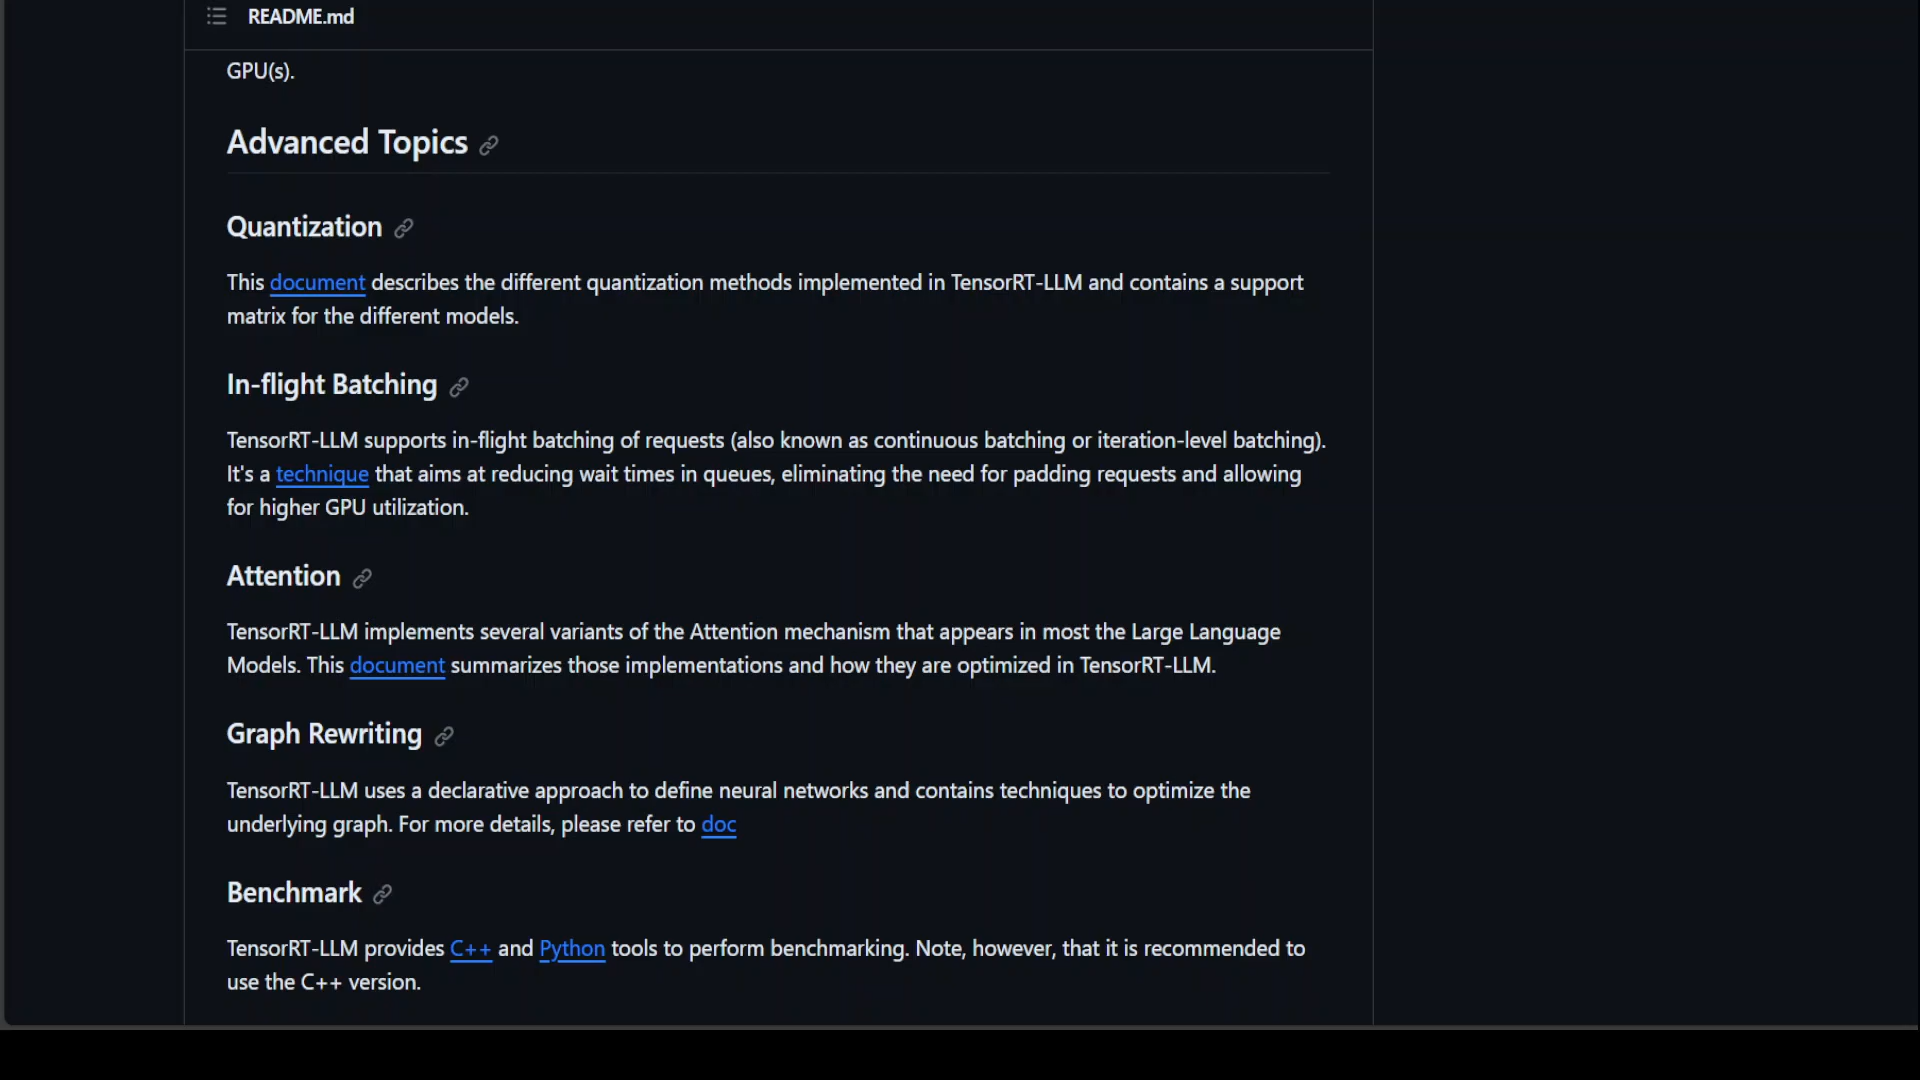 README.md
GPU(s).
Advanced Topics
Quantization
This document describes the different quantization methods implemented in TensorRT-LLM and contains a support
matrix for the different models.
In-flight Batching
TensorRT-LLM supports in-flight batching of requests (also known as continuous batching or iteration-level batching).
It's a technique that aims at reducing wait times in queues, eliminating the need for padding requests and allowing
for higher GPU utilization.
Attention
TensorRT-LLM implements several variants of the Attention mechanism that appears in most the Large Language
Models. This document summarizes those implementations and how they are optimized in TensorRT-LLM.
Graph Rewriting
TensorRT-LLM uses a declarative approach to define neural networks and contains techniques to optimize the
underlying graph. For more details, please refer to doc
Benchmark
TensorRT-LLM provides C++ and Python tools to perform benchmarking. Note, however, that it is recommended to
use the C++ version.